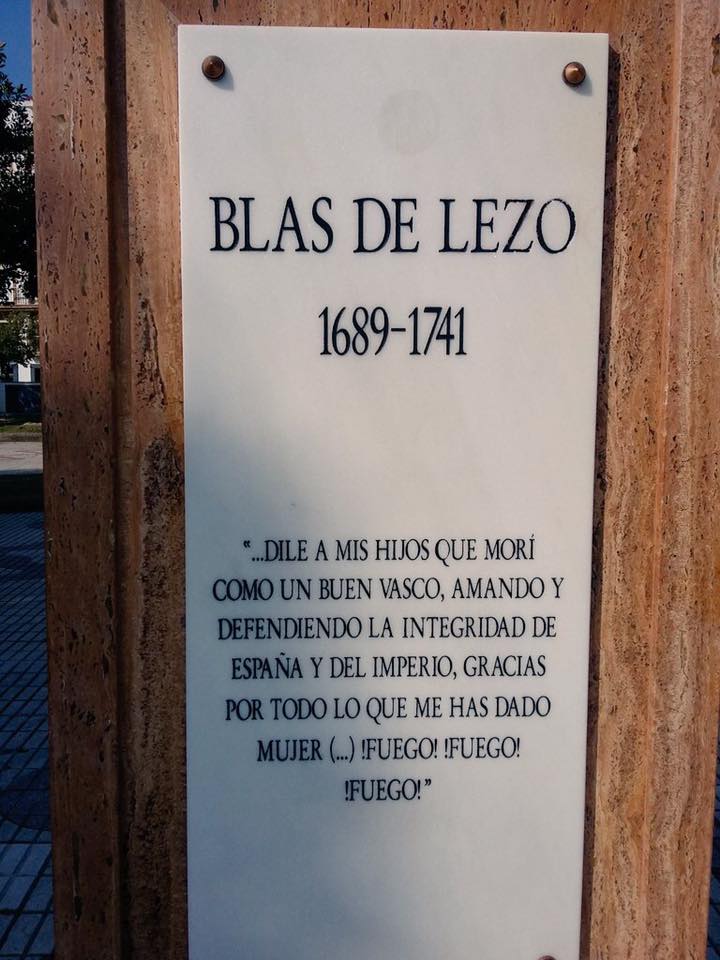 BLAS DE LEZO
1689-1741
“...DILE A MIS HIJOS QUE MORÍ
COMO UN BUEN VASCO, AMANDO Y
DEFENDIENDO LA INTEGRIDAD DE
ESPAÑA Y DEL IMPERIO, GRACIAS
POR TODO LO QUE ME HAS DADO
MUJER (...) !FUEGO! !FUEGO!
!FUEGO!”